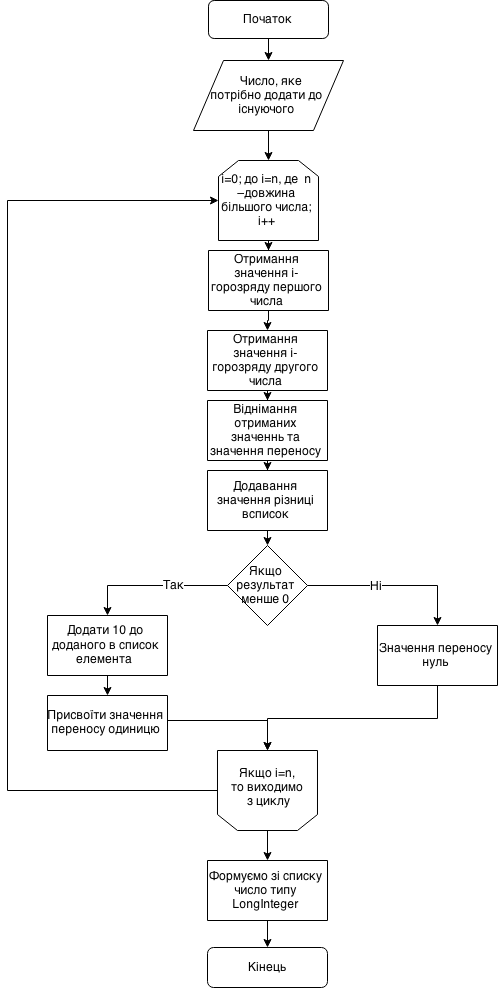 Початок
Число, яке
потрібно додати до
існуючого
i=0; до i=n, де n
–довжина
більшого числа;
i++
Отримання
значення і-
горозряду першого
числа
Отримання
значення і-
горозряду другого
числа
Віднімання
отриманих
значеннь та
значення переносу
Додавання
значення різниці
всписок
Якщо
результат
менше 0
Так
Ні
Додати 10 до
доданого в список
елемента
Значення переносу
нуль
Присвоїти значення
переносу одиницю
Якщо i=n,
то виходимо
з циклу
Формуємо зі списку
число типу
LongInteger
Кінець